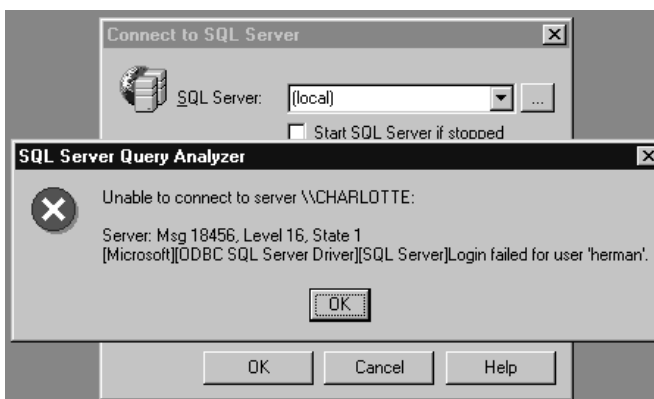 Connect to SQL Server
SQL Server:
(local)
...
Start SQL Server if stopped
SQL Server Query Analyzer
Unable to connect to server \\CHARLOTTE:
Server: Msg 18456, Level 16, State 1
[Microsoft][ODBC SQL Server Driver][SQL Server]Login failed for user 'herman'.
OK
OK
Cancel
Help